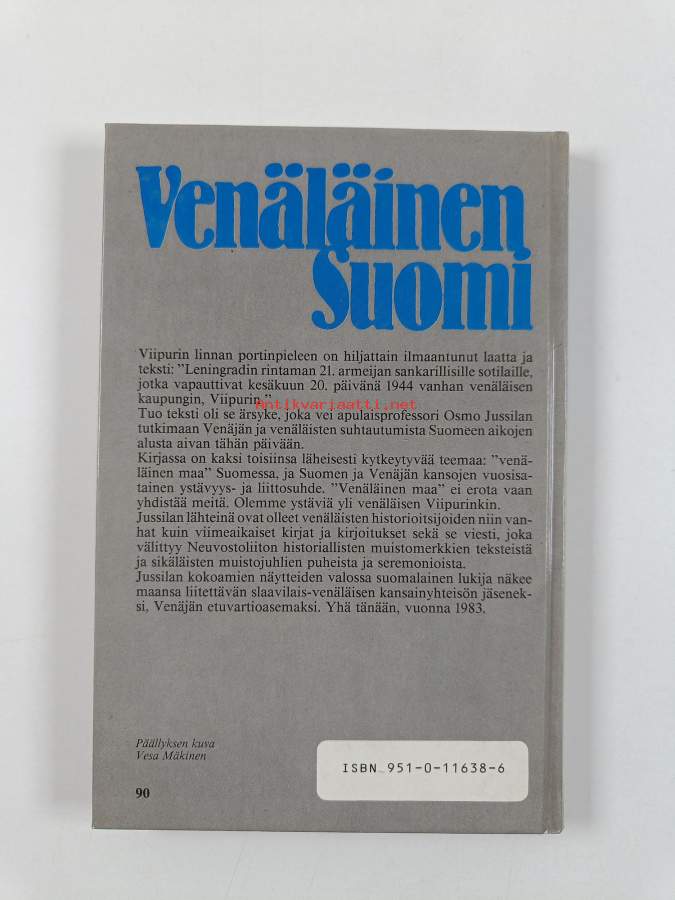 Venäläinen
Suomi
Viipurin linnan portinpieleen on hiljattain ilmaantunut laatta ja
teksti: ”Leningradin rintaman 21. armeijan sankarillisille sotilaille,
jotka vapauttivat kesäkuun 20. päivänä 1944 vanhan venäläisen
kaupungin, Viipurin.”
Antikvariaatti.net
Tuo teksti oli se ärsyke, joka vei apulaisprofessori Osmo Jussilan
tutkimaan Venäjän ja venäläisten suhtautumista Suomeen aikojen
alusta aivan tähän päivään.
Kirjassa on kaksi toisiinsa läheisesti kytkeytyvää teemaa: ”venä-
läinen maa” Suomessa, ja Suomen ja Venäjän kansojen vuosisa-
tainen ystävyys- ja liittosuhde. ”Venäläinen maa” ei erota vaan
yhdistää meitä. Olemme ystäviä yli venäläisen Viipurinkin.
Jussilan lähteinä ovat olleet venäläisten historioitsijoiden niin van-
hat kuin viimeaikaiset kirjat ja kirjoitukset sekä se viesti, joka
välittyy Neuvostoliiton historiallisten muistomerkkien teksteistä
ja sikäläisten muistojuhlien puheista ja seremonioista.
Jussilan kokoamien näytteiden valossa suomalainen lukija näkee
maansa liitettävän slaavilais-venäläisen kansainyhteisön jäsenek-
si, Venäjän etuvartioasemaksi. Yhä tänään, vuonna 1983.
Päällyksen kuva
Vesa Mäkinen
ISBN 951-0-11638-6
90